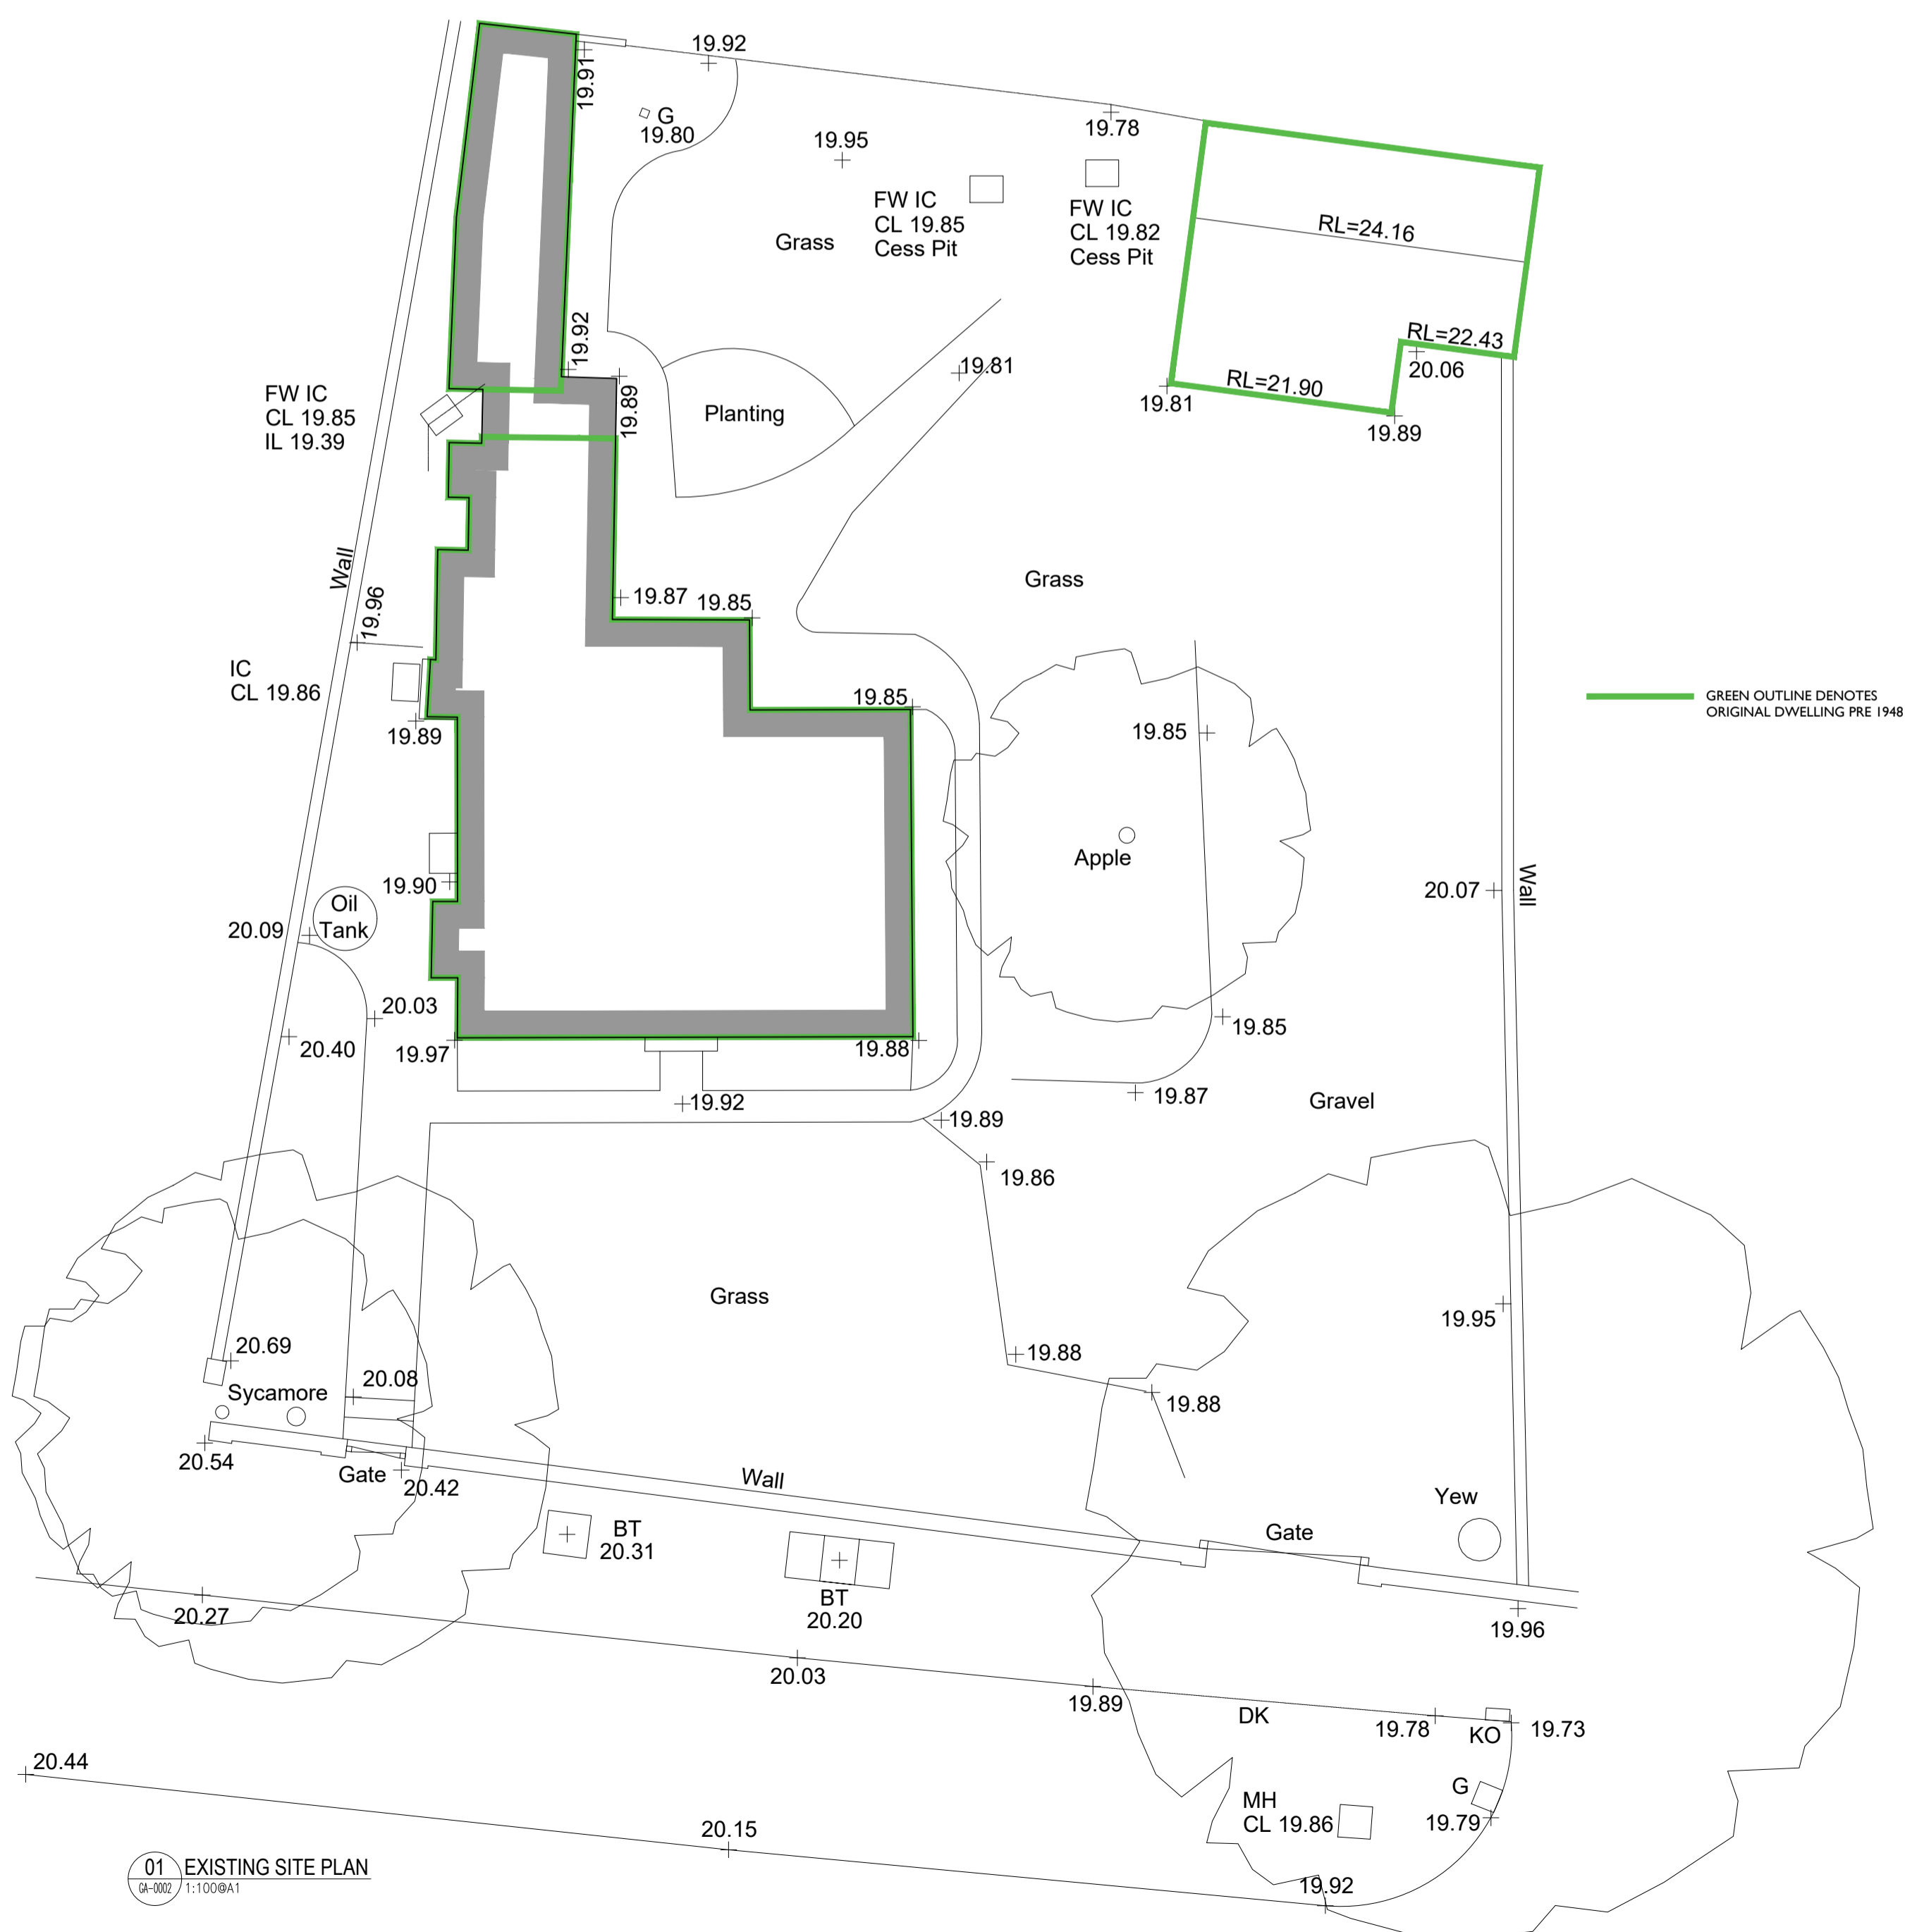 19.92
19.91
G
19.80
19.95
19.78
FW IC
CL 19.85
Cess Pit
FW IC
CL 19.82
Cess Pit
Grass
RL=24.16
RL=22.43
20.06
RL=21.90
19.81
19.89
19.92
19.89
19.81
FW IC
CL 19.85
IL 19.39
Planting
Wall
19.96
Grass
19.87
19.85
IC
CL 19.86
19.89
19.85
19.85
GREEN OUTLINE DENOTES
ORIGINAL DWELLING PRE 1948
Apple
19.90
20.07
Wall
Oil
Tank
20.09
20.03
20.40
19.97
19.88
19.85
19.92
19.87
Gravel
19.89
19.86
Grass
19.95
20.69
19.88
20.08
Sycamore
19.88
20.54
Gate
20.42
Wall
Yew
BT
20.31
Gate
BT
20.20
20.27
19.96
20.03
19.89
DK
19.78
KO
19.73
20.44
G
MH
CL 19.86
19.79
20.15
19.92
01
GA-0002
EXISTING SITE PLAN
1:100@A1